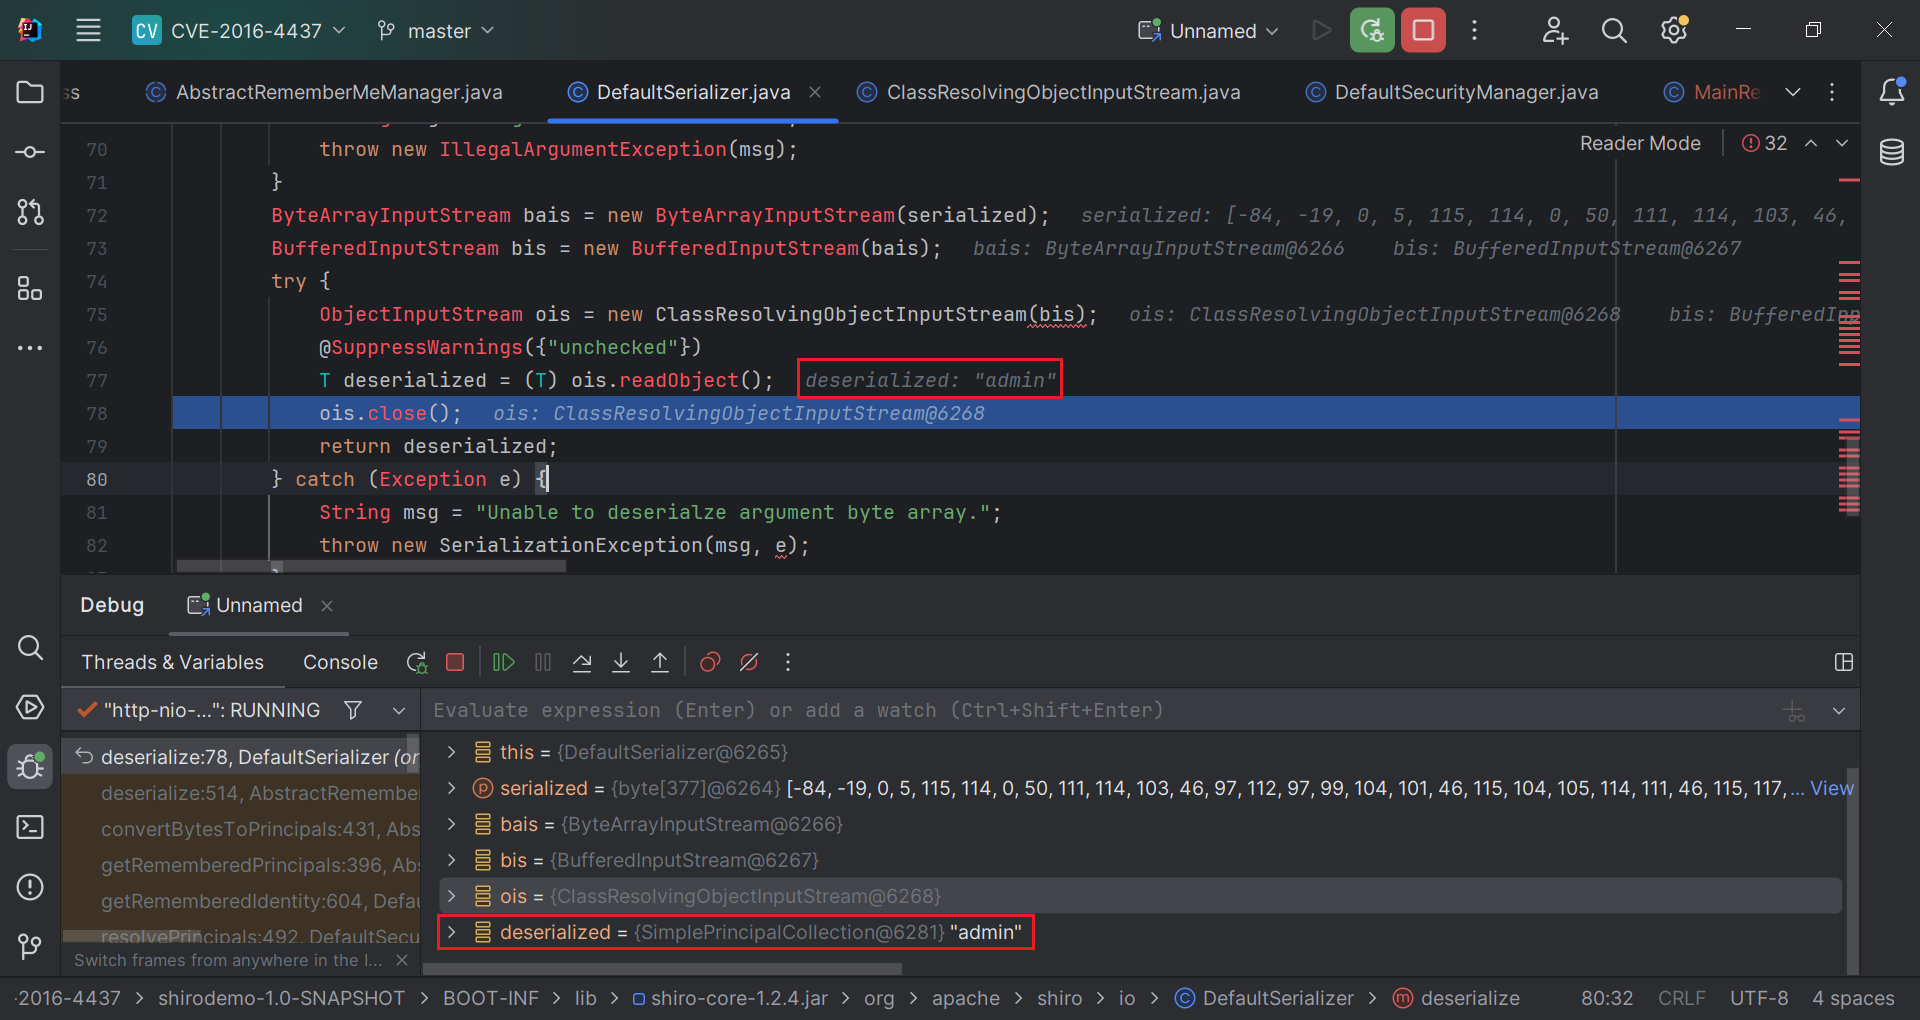 CV CVE-2016-4437 master Unnamed
ss AbstractRememberMeManager.java DefaultSerializer.java ClassResolvingObjectInputStream.java DefaultSecurityManager.java MainRe
Reader Mode 32
70 throw new IllegalArgumentException(msg);
71 }
72 ByteArrayInputStream bais = new ByteArrayInputStream(serialized); serialized: [-84, -19, 0, 5, 115, 114, 0, 50, 111, 114, 103, 46,
73 BufferedInputStream bis = new BufferedInputStream(bais); bais: ByteArrayInputStream@6266 bis: BufferedInputStream@6267
74 try {
75 ObjectInputStream ois = new ClassResolvingObjectInputStream(bis); ois: ClassResolvingObjectInputStream@6268 bis: BufferedInp
76 @SuppressWarnings({"unchecked"})
77 T deserialized = (T) ois.readObject(); deserialized: "admin"
78 ois.close(); ois: ClassResolvingObjectInputStream@6268
79 return deserialized;
80 } catch (Exception e) {
81 String msg = "Unable to deserialze argument byte array.";
82 throw new SerializationException(msg, e);
Debug Unnamed
Threads & Variables Console
"http-nio-...": RUNNING
Evaluate expression (Enter) or add a watch (Ctrl+Shift+Enter)
deserialize:78, DefaultSerializer (or
deserialize:514, AbstractRemember
convertBytesToPrincipals:431, Abs
getRememberedPrincipals:396, Ab
getRememberedIdentity:604, Defau
resolvePrincipals:492, DefaultSecu
Switch frames from anywhere in the I...
this = {DefaultSerializer@6265}
serialized = {byte[377]@6264} [-84, -19, 0, 5, 115, 114, 0, 50, 111, 114, 103, 46, 97, 112, 97, 99, 104, 101, 46, 115, 104, 105, 114, 111, 46, 115, 117,... View
bais = {ByteArrayInputStream@6266}
bis = {BufferedInputStream@6267}
ois = {ClassResolvingObjectInputStream@6268}
deserialized = {SimplePrincipalCollection@6281} "admin"
-2016-4437 > shirodemo-1.0-SNAPSHOT > BOOT-INF > lib > shiro-core-1.2.4.jar > org > apache > shiro > io > DefaultSerializer > deserialize 80:32 CRLF UTF-8 4 spaces